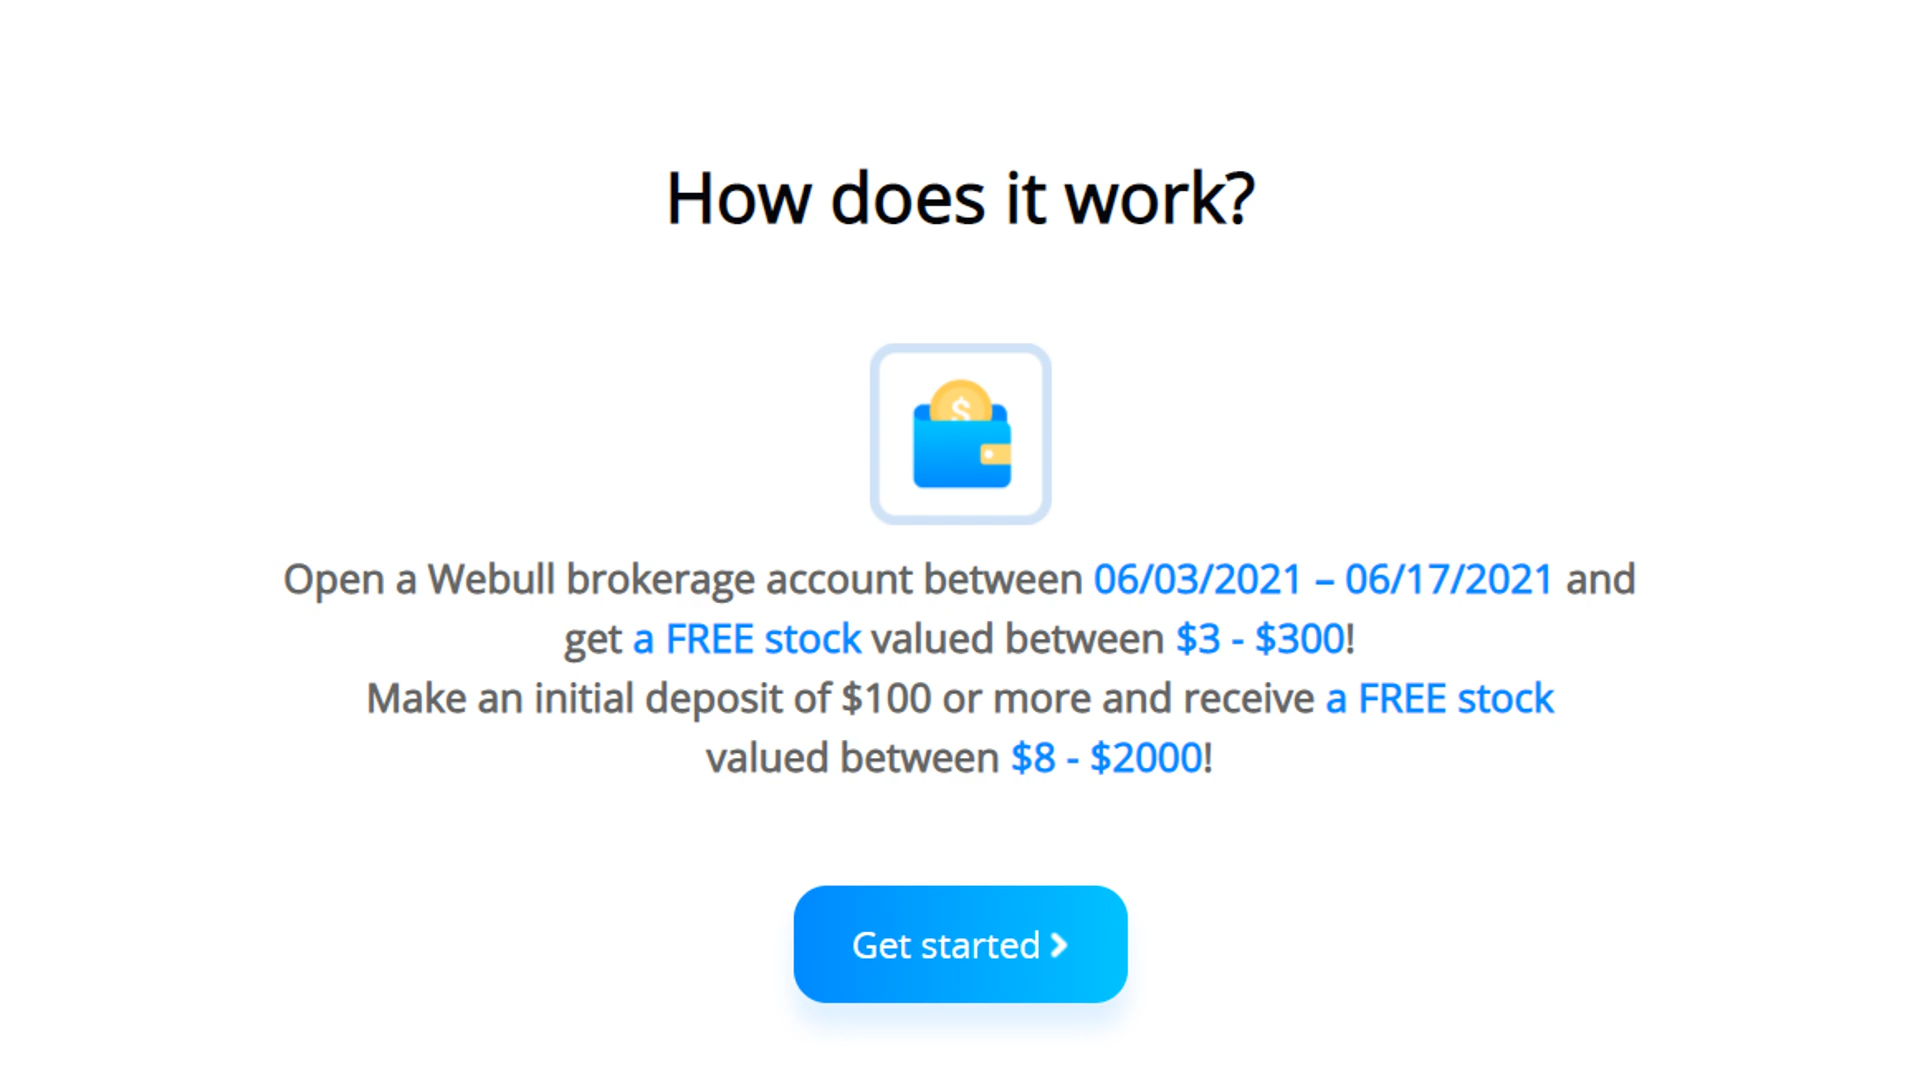 How does it work?
$
Open a Webull brokerage account between 06/03/2021 – 06/17/2021 and
get a FREE stock valued between $3 - $300!
Make an initial deposit of $100 or more and receive a FREE stock
valued between $8 - $2000!
Get started